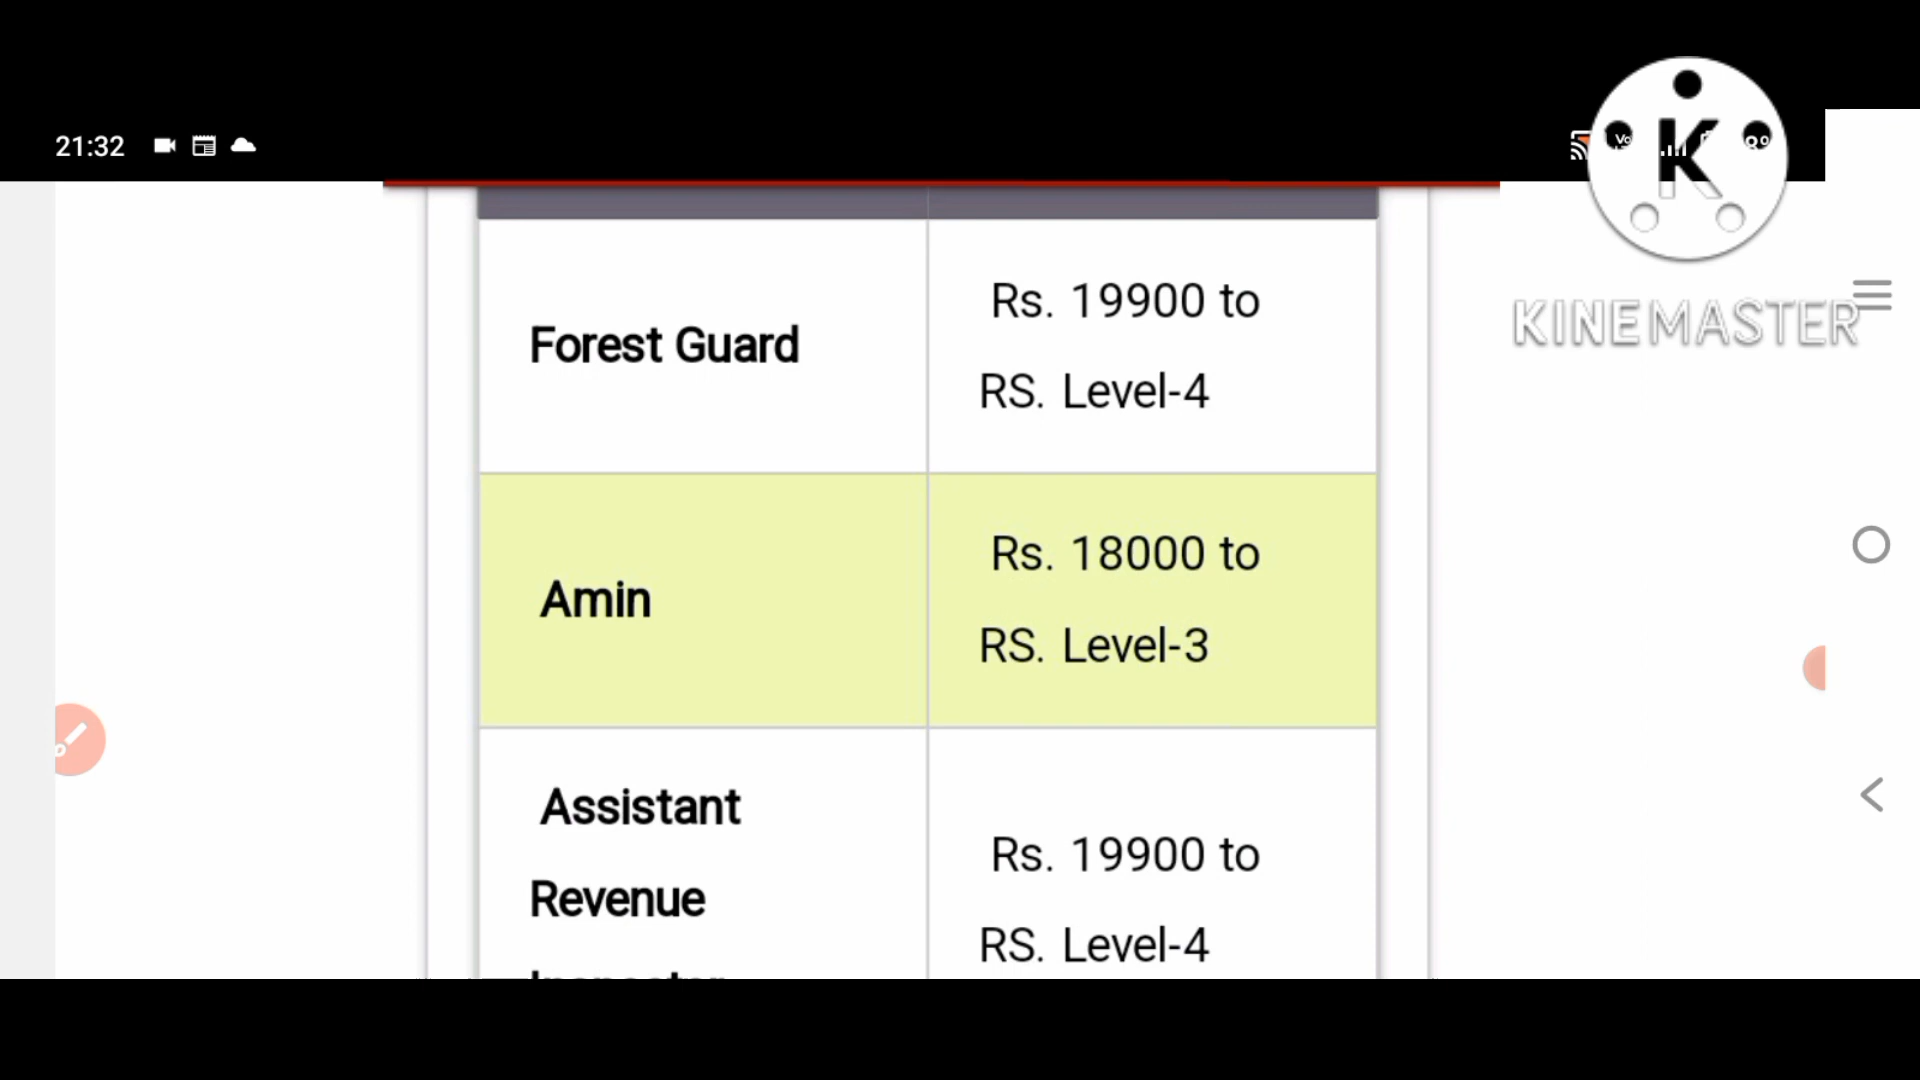 21:32
KINEMASTER
Forest Guard
Rs. 19900 to
RS. Level-4
Amin
Rs. 18000 to
RS. Level-3
Assistant
Revenue
Rs. 19900 to
RS. Level-4